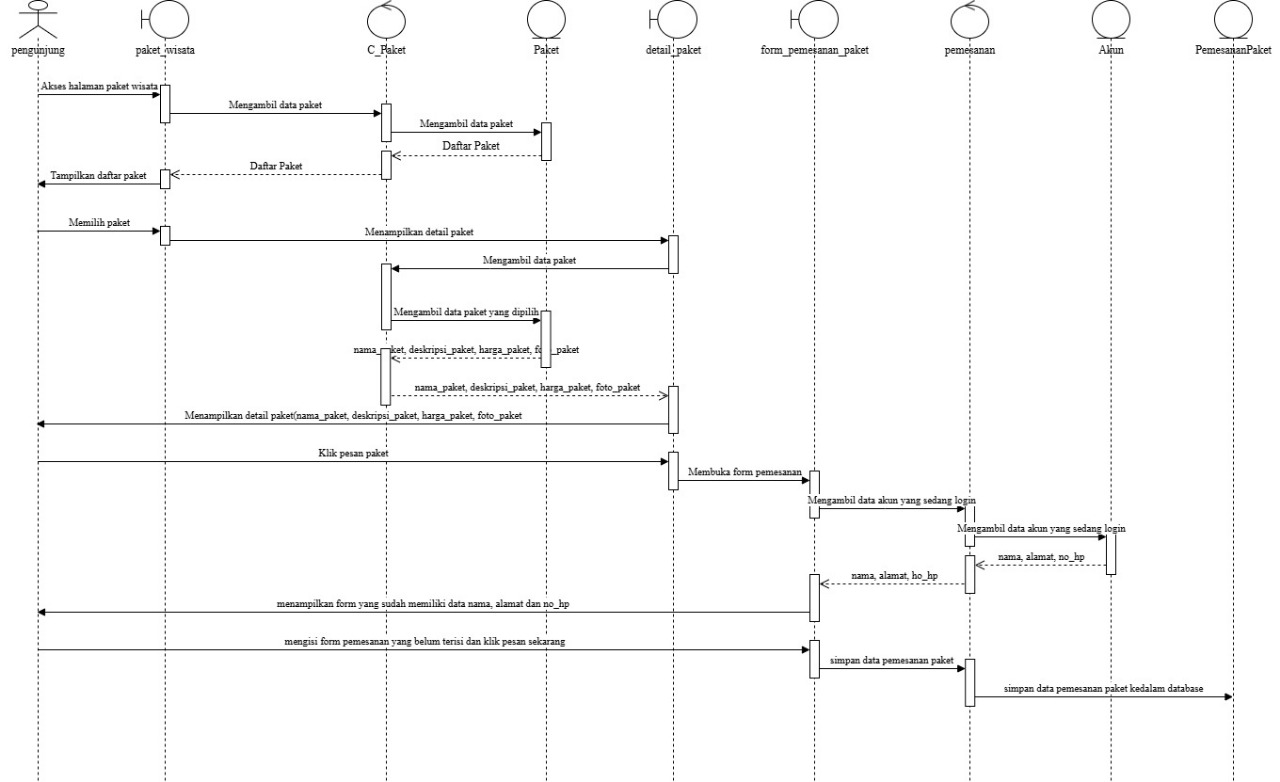 pengunjung
paket_wisata
C_Paket
Paket
detail_paket
form_pemesanan_paket
pemesanan
Akun
PemesananPaket
Akses halaman paket wisata
Mengambil data paket
Mengambil data paket
Daftar Paket
Daftar Paket
Tampilkan daftar paket
Memilih paket
Menampilkan detail paket
Mengambil data paket
Mengambil data paket yang dipilih
nama_paket, deskripsi_paket, harga_paket, foto_paket
nama_paket, deskripsi_paket, harga_paket, foto_paket
Menampilkan detail paket(nama_paket, deskripsi_paket, harga_paket, foto_paket
Klik pesan paket
Membuka form pemesanan
Mengambil data akun yang sedang login
Mengambil data akun yang sedang login
nama, alamat, no_hp
nama, alamat, ho_hp
menampilkan form yang sudah memiliki data nama, alamat dan no_hp
mengisi form pemesanan yang belum terisi dan klik pesan sekarang
simpan data pemesanan paket
simpan data pemesanan paket kedalam database